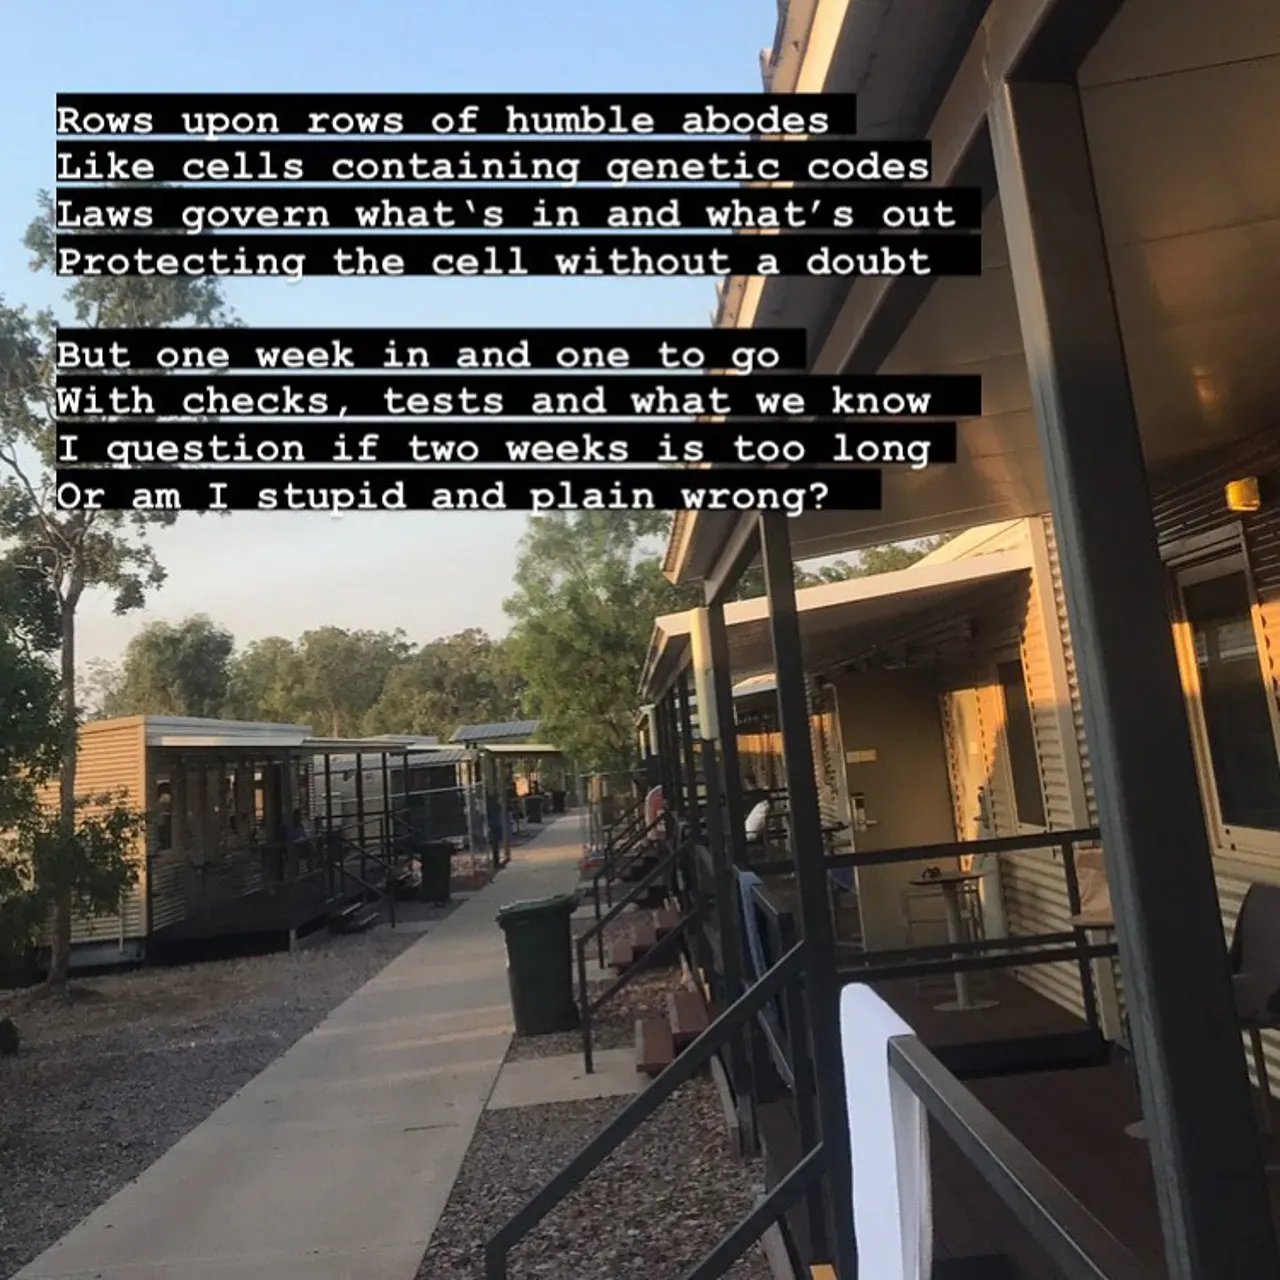 Rows upon rows of humble abodes
Like cells containing genetic codes
Laws govern what‛s in and what’s out
Protecting the cell without a doubt
But one week in and one to go
With checks, tests and what we know
I question if two weeks is too long
Or am I stupid and plain wrong?